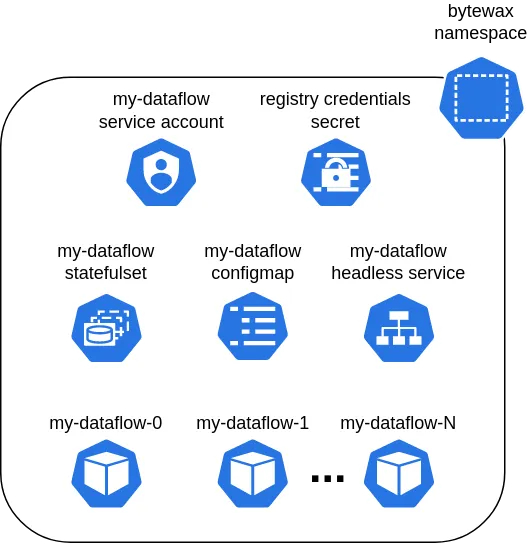 bytewax
namespace
my-dataflow
service account
registry credentials
secret
my-dataflow
statefulset
my-dataflow
configmap
my-dataflow
headless service
my-dataflow-0
my-dataflow-1
...
my-dataflow-N